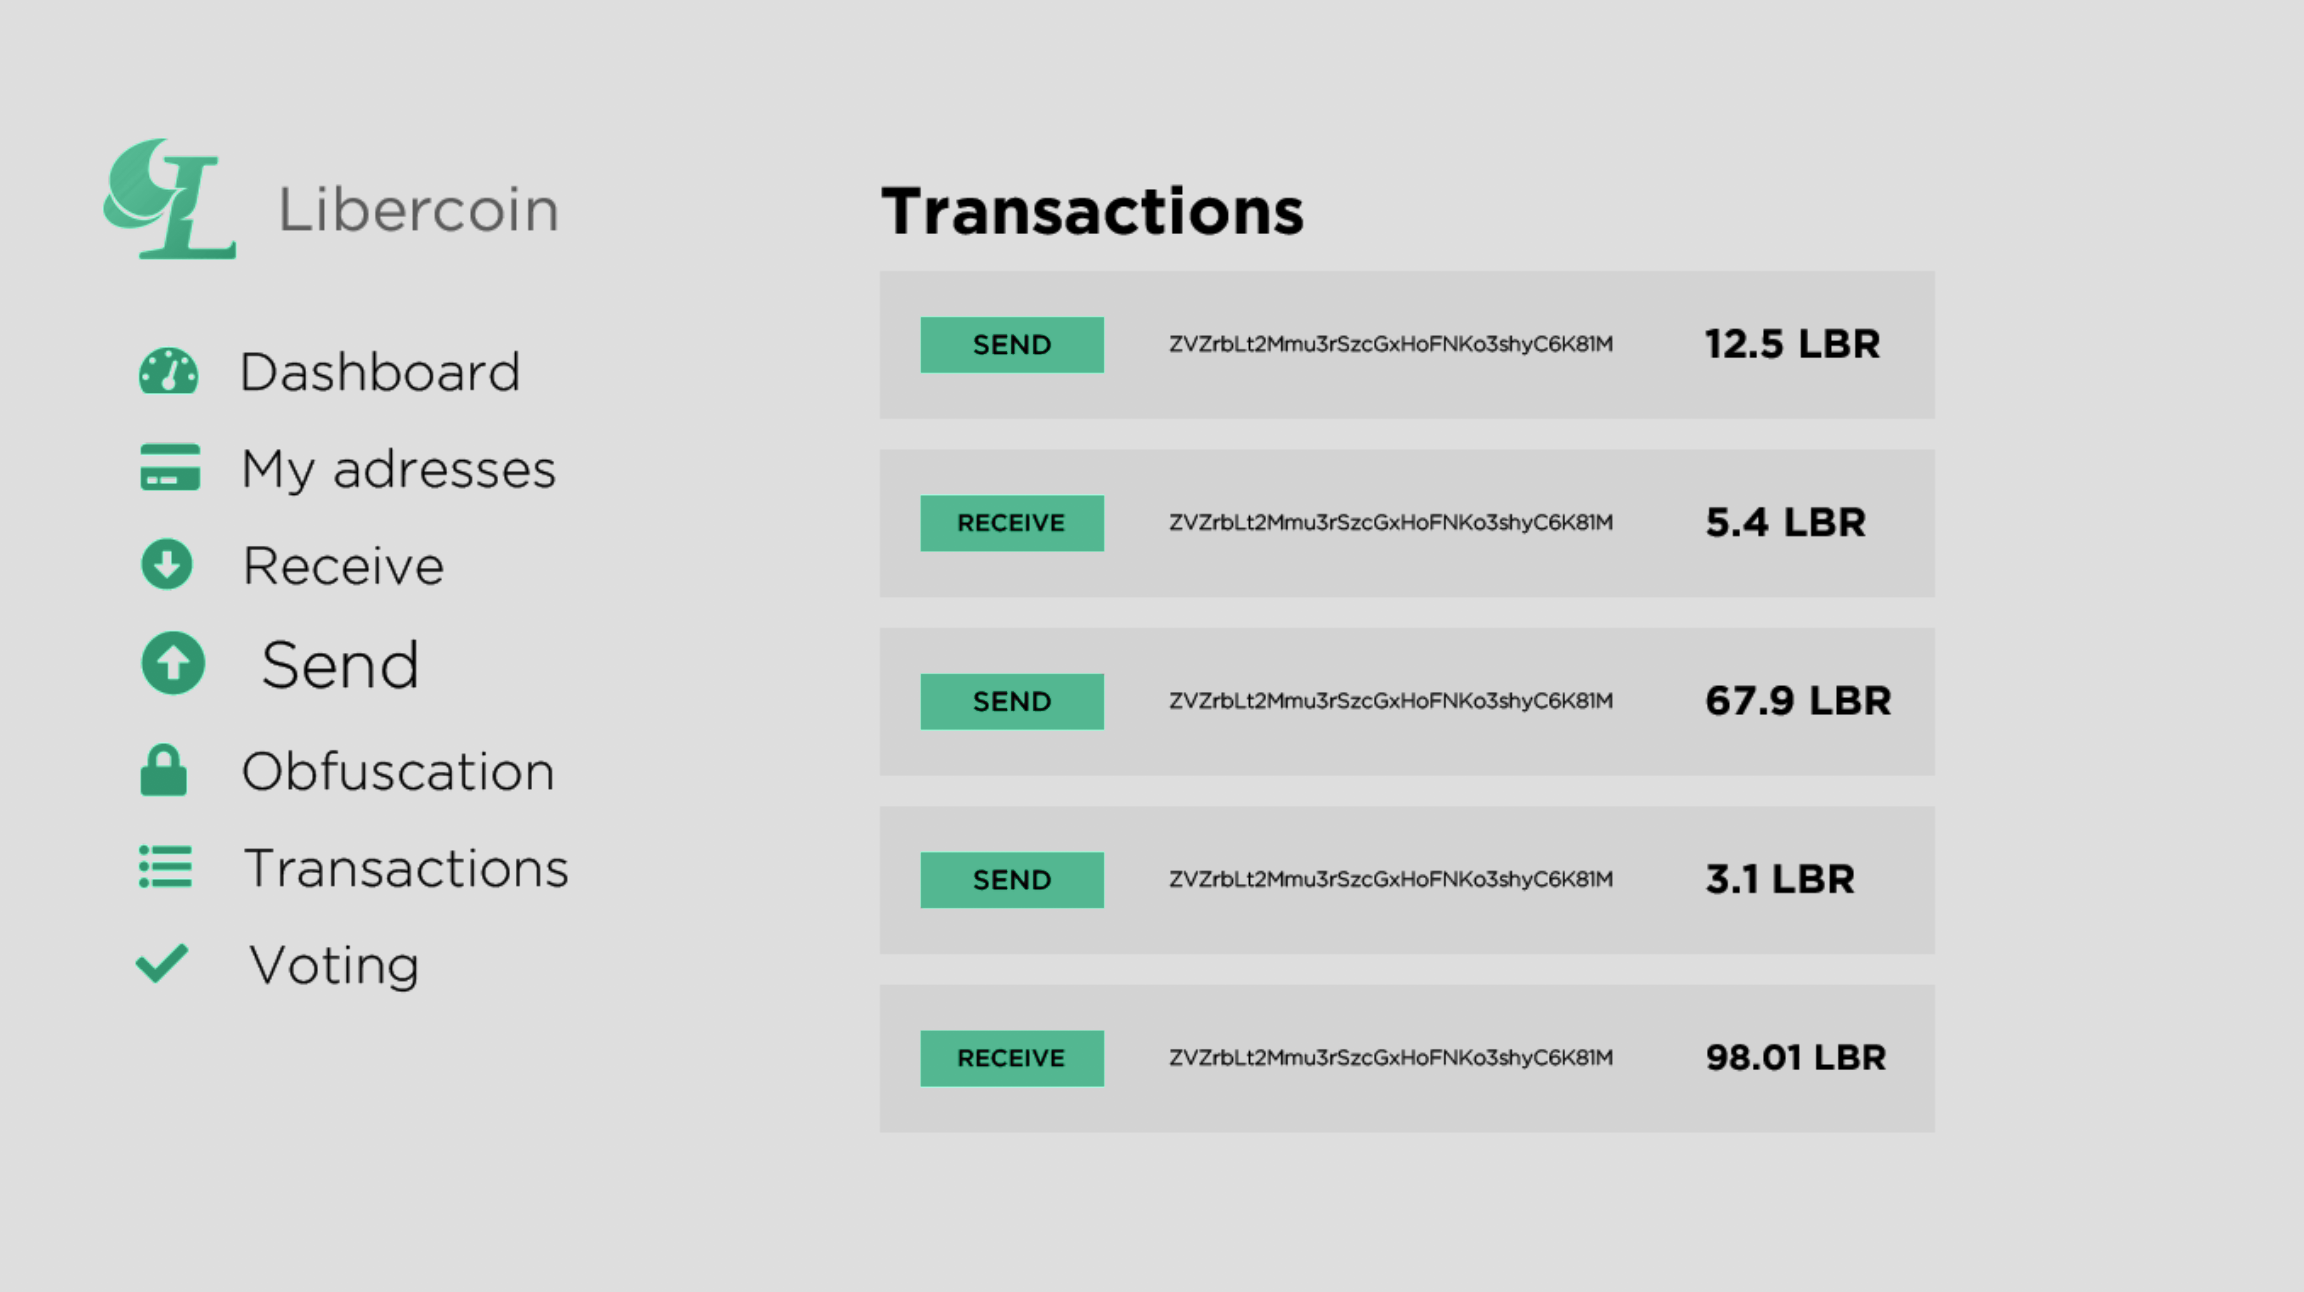 Libercoin
Dashboard
My adresses
Receive
Send
Obfuscation
Transactions
Voting
Transactions
SEND ZVZrbLt2Mmu3rSzcGxHoFNKo3shyC6K81M 12.5 LBR
RECEIVE ZVZrbLt2Mmu3rSzcGxHoFNKo3shyC6K81M 5.4 LBR
SEND ZVZrbLt2Mmu3rSzcGxHoFNKo3shyC6K81M 67.9 LBR
SEND ZVZrbLt2Mmu3rSzcGxHoFNKo3shyC6K81M 3.1 LBR
RECEIVE ZVZrbLt2Mmu3rSzcGxHoFNKo3shyC6K81M 98.01 LBR